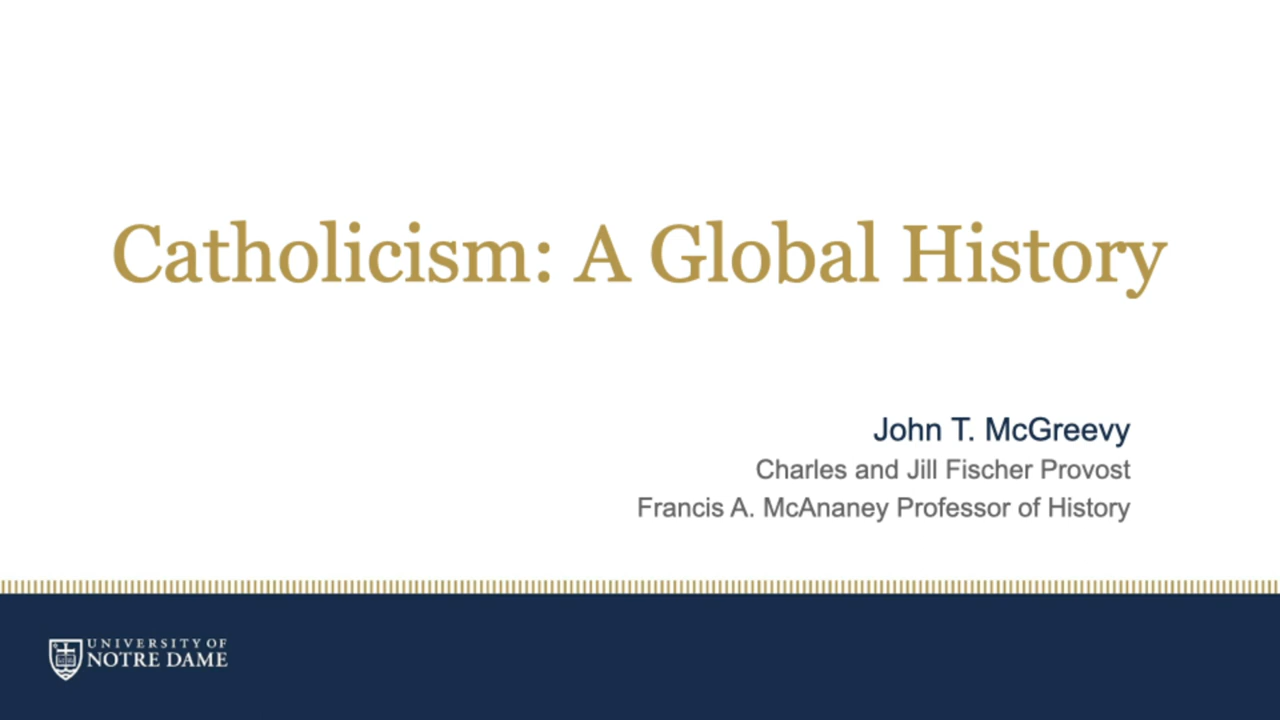 Catholicism: A Global History
John T. McGreevy
Charles and Jill Fischer Provost
Francis A. McAnaney Professor of History
UNIVERSITY OF
NOTRE DAME